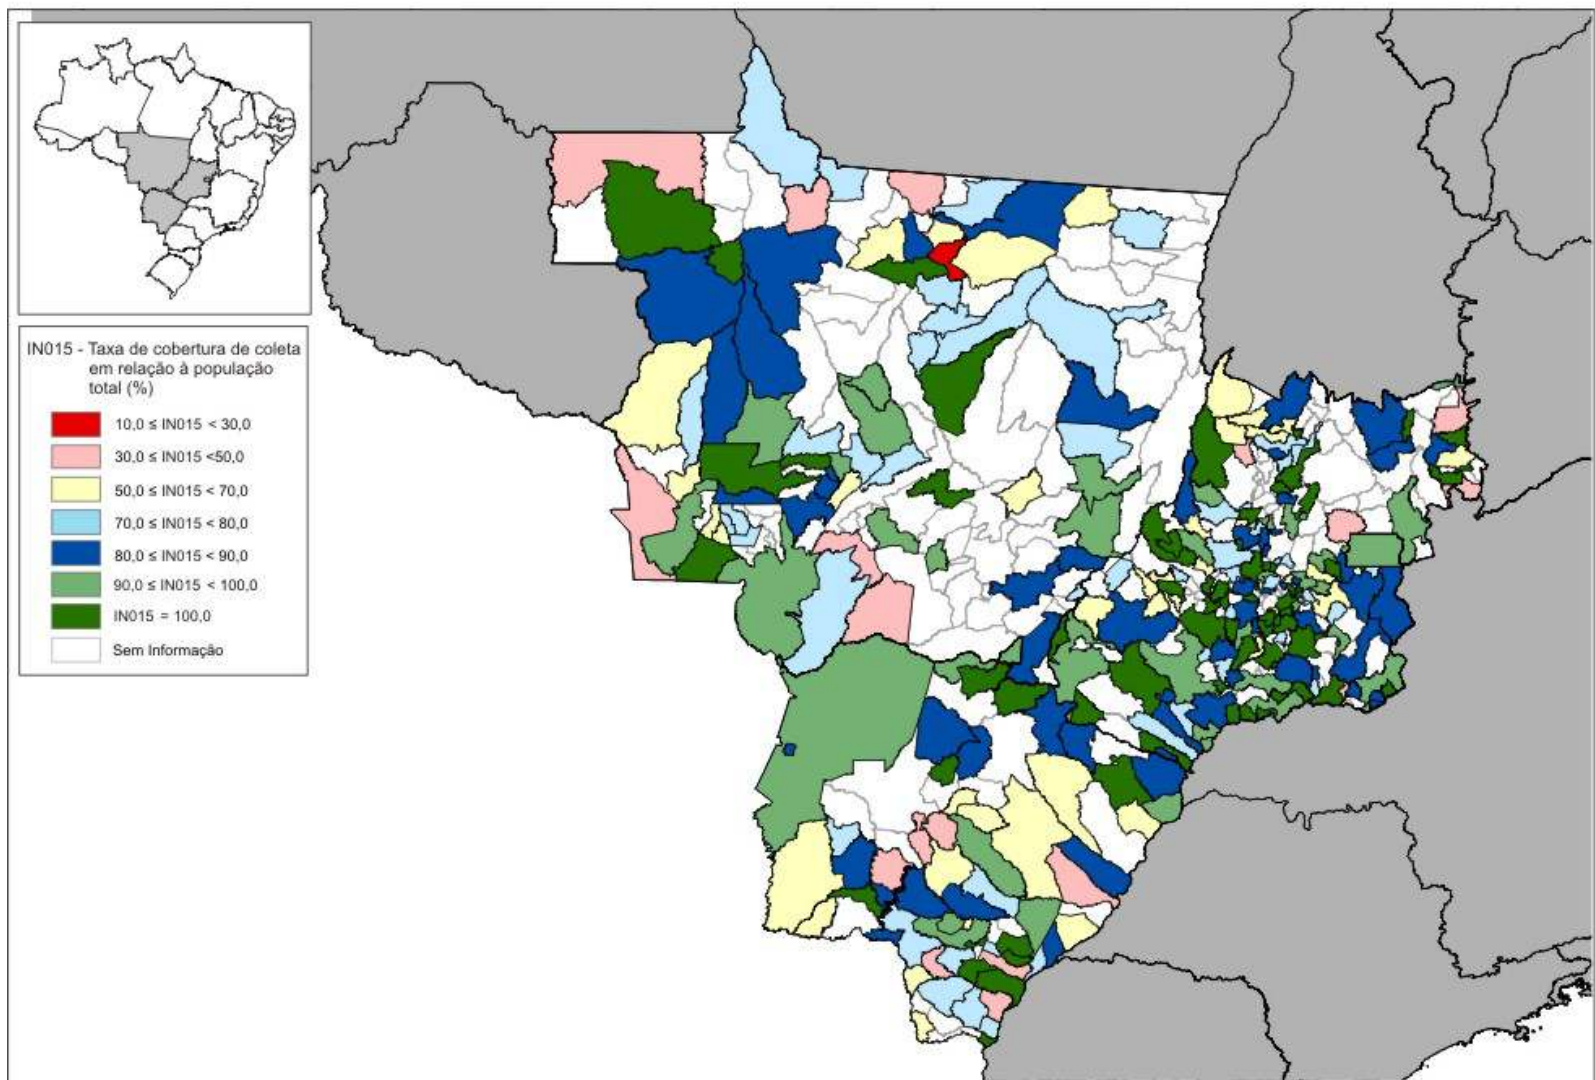 IN015 - Taxa de cobertura de coleta
em relação à população
total (%)
10,0 ≤ IN015 < 30,0
30,0 ≤ IN015 <50,0
50,0 ≤ IN015 < 70,0
70,0 ≤ IN015 < 80,0
80,0 ≤ IN015 < 90,0
90,0 ≤ IN015 < 100,0
IN015 = 100,0
Sem Informação